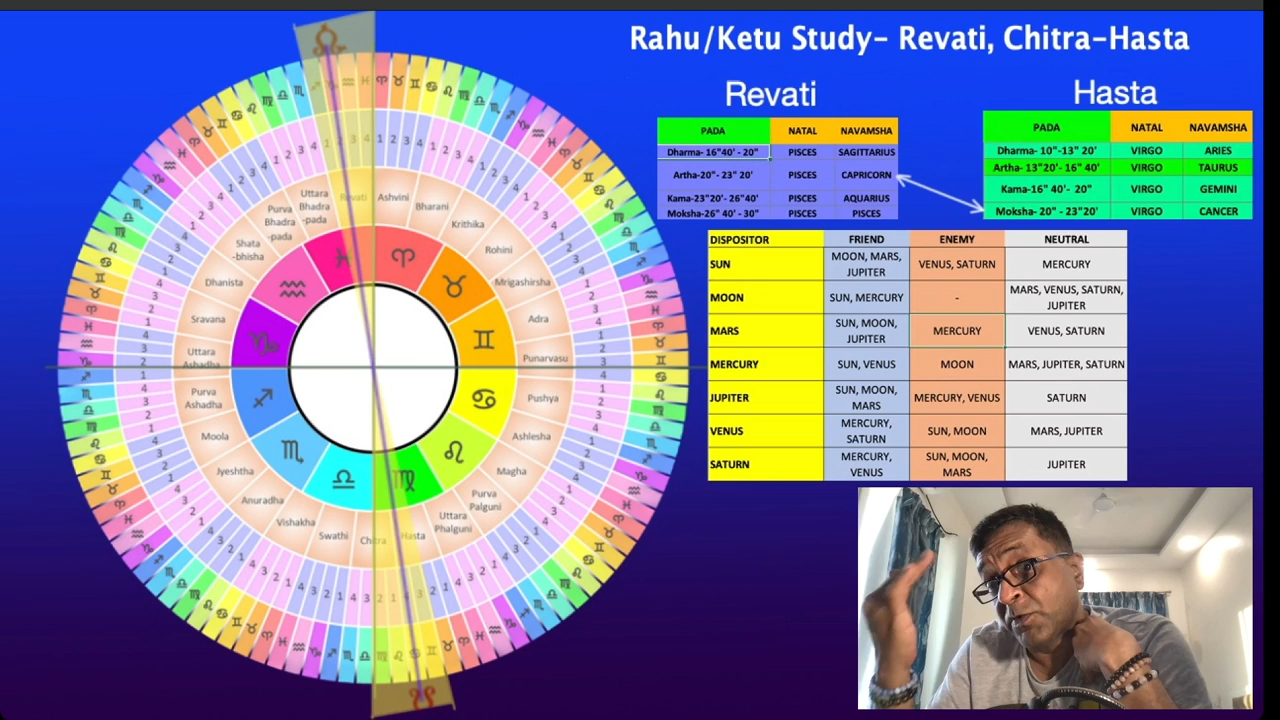 Rahu/Ketu Study- Revati, Chitra-Hasta
Revati
PADA NATAL NAVAMSHA
Dharma- 16"40' - 20" PISCES SAGITTARIUS
Artha-20"- 23" 20' PISCES CAPRICORN
Kama-23"20'- 26"40' PISCES AQUARIUS
Moksha-26" 40' - 30" PISCES PISCES
Hasta
PADA NATAL NAVAMSHA
Dharma- 10"-13" 20' VIRGO ARIES
Artha- 13"20'- 16" 40' VIRGO TAURUS
Kama-16" 40'- 20" VIRGO GEMINI
Moksha- 20" - 23"20' VIRGO CANCER
DISPOSITOR FRIEND ENEMY NEUTRAL
SUN MOON, MARS, JUPITER VENUS, SATURN MERCURY
MOON SUN, MERCURY - MARS, VENUS, SATURN, JUPITER
MARS SUN, MOON, JUPITER MERCURY VENUS, SATURN
MERCURY SUN, VENUS MOON MARS, JUPITER, SATURN
JUPITER SUN, MOON, MARS MERCURY, VENUS SATURN
VENUS MERCURY, SATURN SUN, MOON MARS, JUPITER
SATURN MERCURY, VENUS SUN, MOON, MARS JUPITER
Revati
Ashvini
Bharani
Krithika
Rohini
Mrigashirsha
Adra
Punarvasu
Pushya
Ashlesha
Magha
Purva
Palguni
Uttara
Phalguni
Hasta
Chitra
Swathi
Vishakha
Anuradha
Jyeshtha
Moola
Purva
Ashadha
Uttara
Ashadha
Sravana
Dhanista
Shata
-bhisha
Purva
Bhadra
-pada
Uttara
Bhadra
-pada